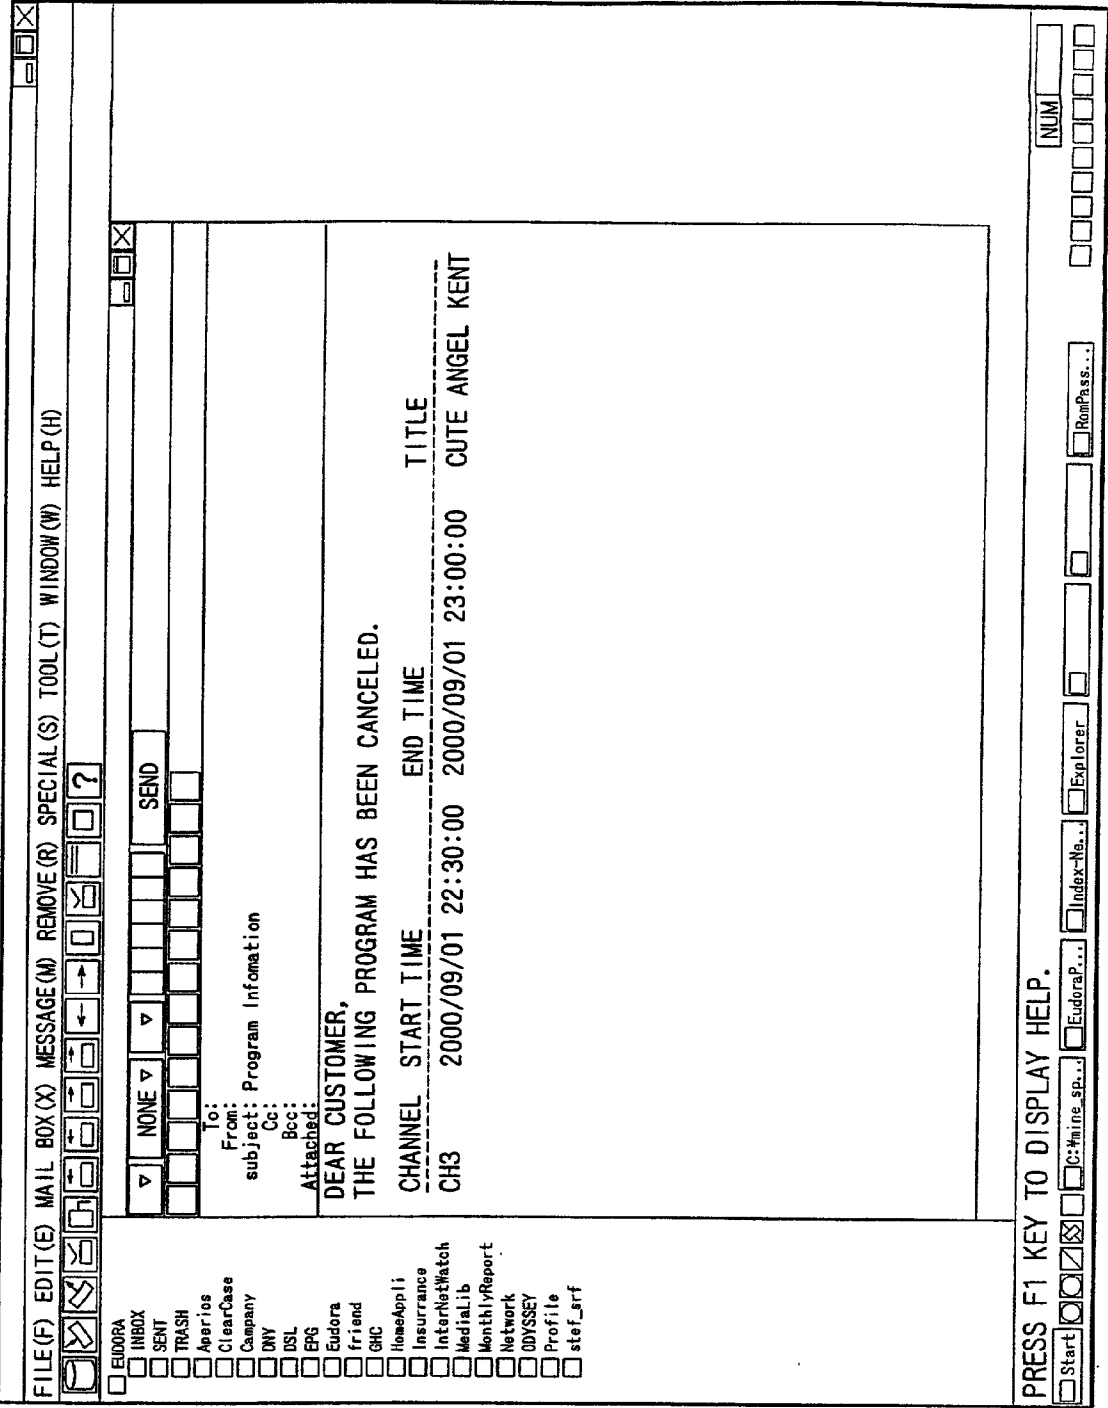 FILE(F) EDIT(E) MAIL BOX(X) MESSAGE(M) REMOVE(R) SPECIAL(S) TOOL(T) WINDOW(W) HELP(H)
?
NONE SEND
EUDORA
INBOX
SENT
TRASH
Aperios
ClearCase
Campany
DNY
DSL
EPG
Eudora
friend
GHC
HomeAppli
Insurrance
InterNetWatch
MediaLib
MonthlyReport
Network
ODYSSEY
Profile
stef_srf
To:
From:
subject: Program Infomation
Cc:
Bcc:
Attached:
DEAR CUSTOMER,
THE FOLLOWING PROGRAM HAS BEEN CANCELED.
CHANNEL START TIME END TIME TITLE
CH3 2000/09/01 22:30:00 2000/09/01 23:00:00 CUTE ANGEL KENT
PRESS F1 KEY TO DISPLAY HELP. NUM
Start C:¥mine_sp... EudoraP... Index-Ne... Explorer RomPass...